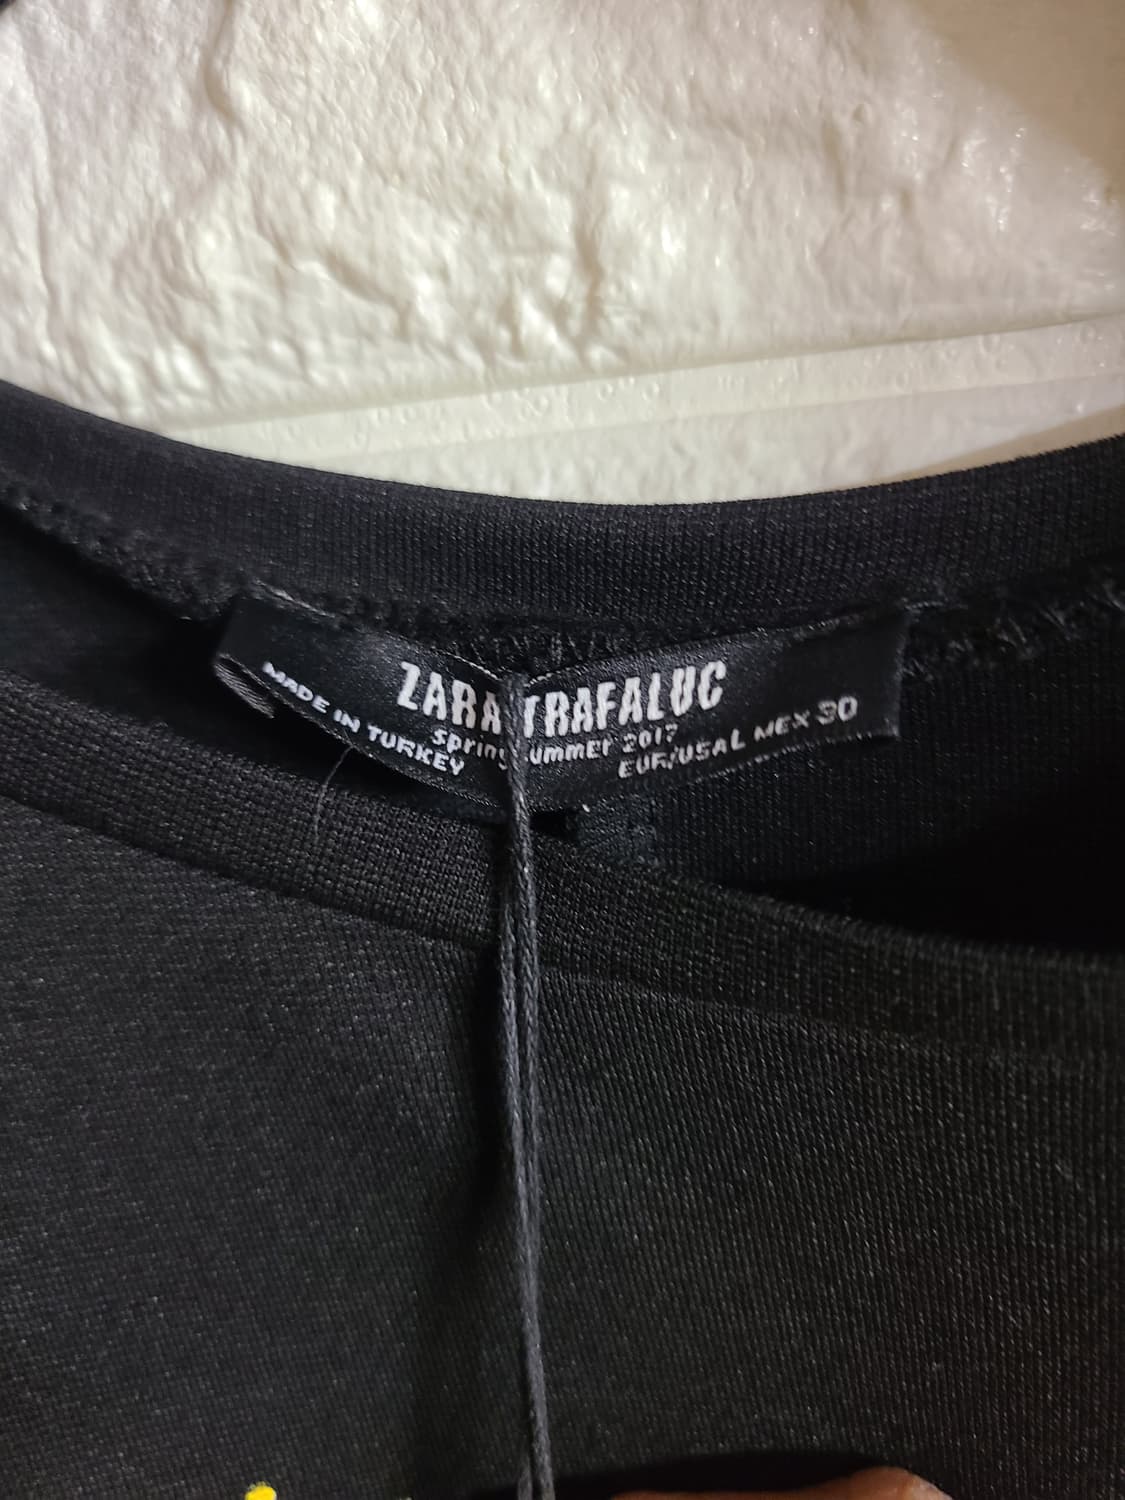 ZARA TRAFALUC
Spring Summer 2017
MADE IN TURKEY
EUR/USA L MEX 30